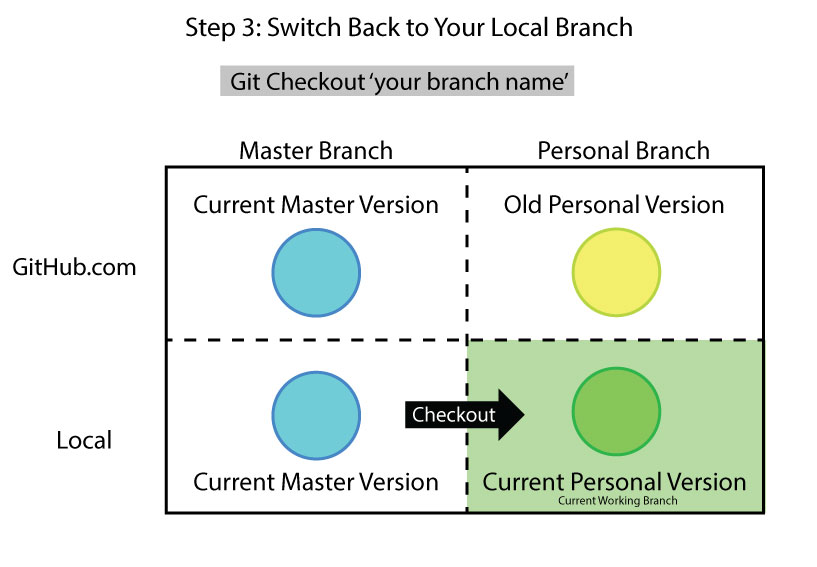 Step 3: Switch Back to Your Local Branch
Git Checkout ‘your branch name’
Master Branch
Personal Branch
Current Master Version
Old Personal Version
GitHub.com
Checkout
Local
Current Master Version
Current Personal Version
Current Working Branch